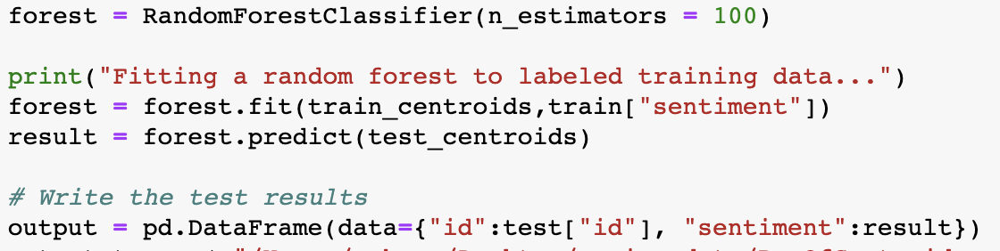 forest = RandomForestClassifier(n_estimators = 100)
print("Fitting a random forest to labeled training data...")
forest = forest.fit(train_centroids,train["sentiment"])
result = forest.predict(test_centroids)
# Write the test results
output = pd.DataFrame(data={"id":test["id"], "sentiment":result})